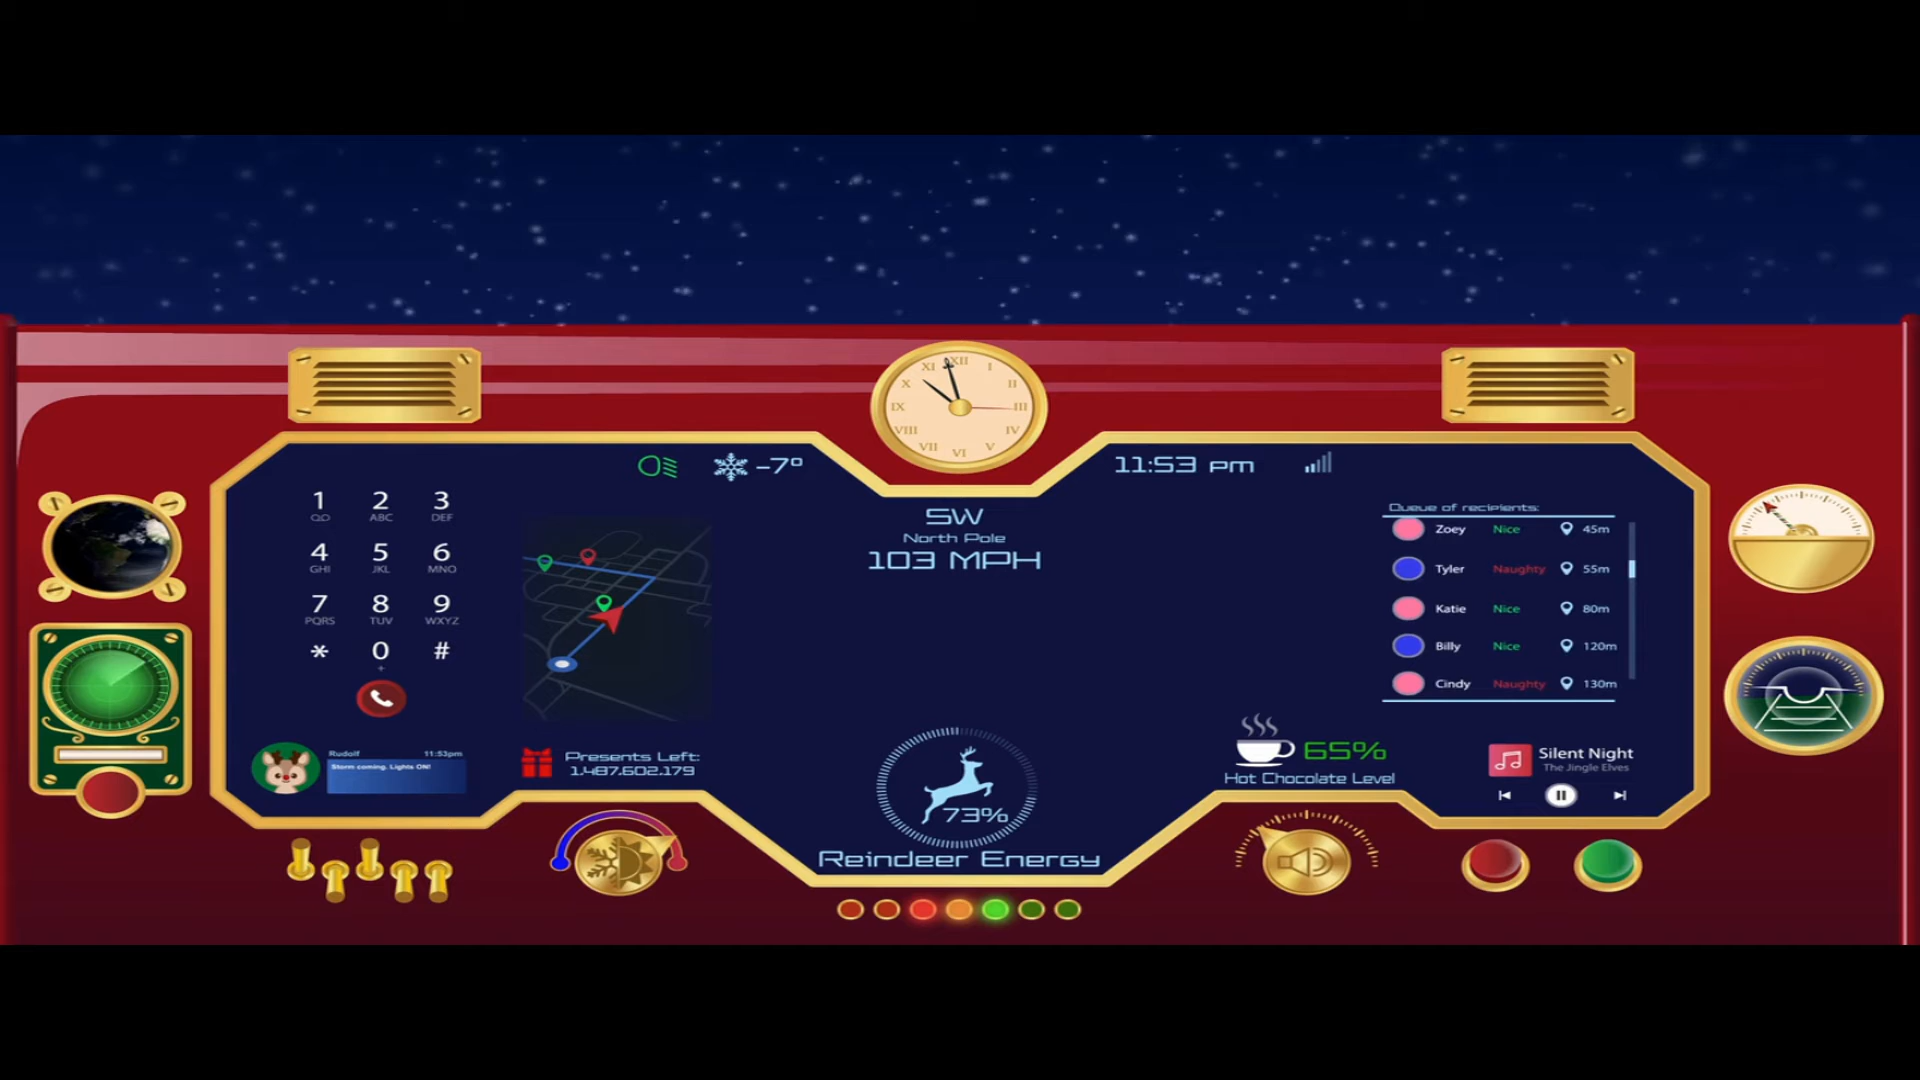 XII
I
II
III
IV
V
VI
VII
VIII
IX
X
XI
-7°
11:53 pm
1 2 3
ABC DEF
4 5 6
GHI JKL MNO
7 8 9
PQRS TUV WXYZ
* 0 #
+
Rudolf 11:53pm
Storm coming. Lights ON!
Presents Left:
1.487.602.179
SW
North Pole
103 MPH
73%
Reindeer Energy
65%
Hot Chocolate Level
Queue of recipients:
Zoey Nice 45m
Tyler Naughty 55m
Katie Nice 80m
Billy Nice 120m
Cindy Naughty 130m
Silent Night
The Jingle Elves